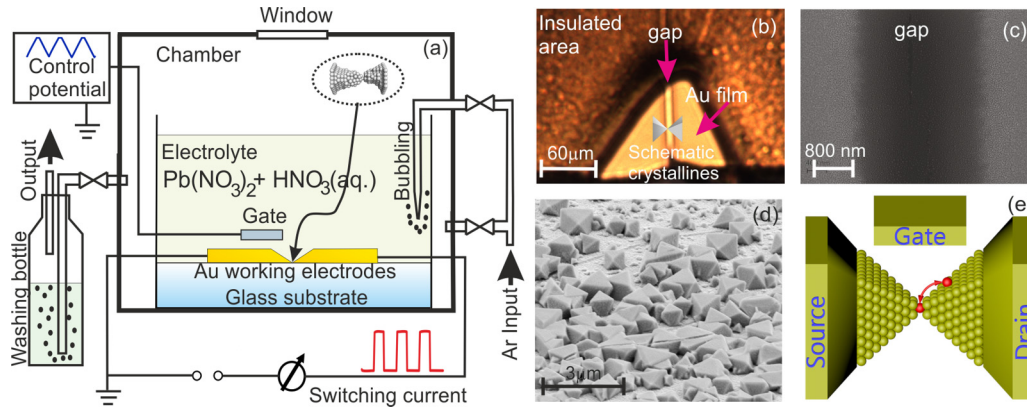 Window
(a)
Chamber
Control
potential
Output
Electrolyte
Pb(NO₃)₂+ HNO₃(aq.)
Bubbling
Gate
Au working electrodes
Glass substrate
Washing bottle
Ar Input
Switching current
Insulated
area
(b)
gap
Au film
60μm
Schematic
crystallines
gap
(c)
800 nm
(d)
3μm
(e)
Gate
Source
Drain